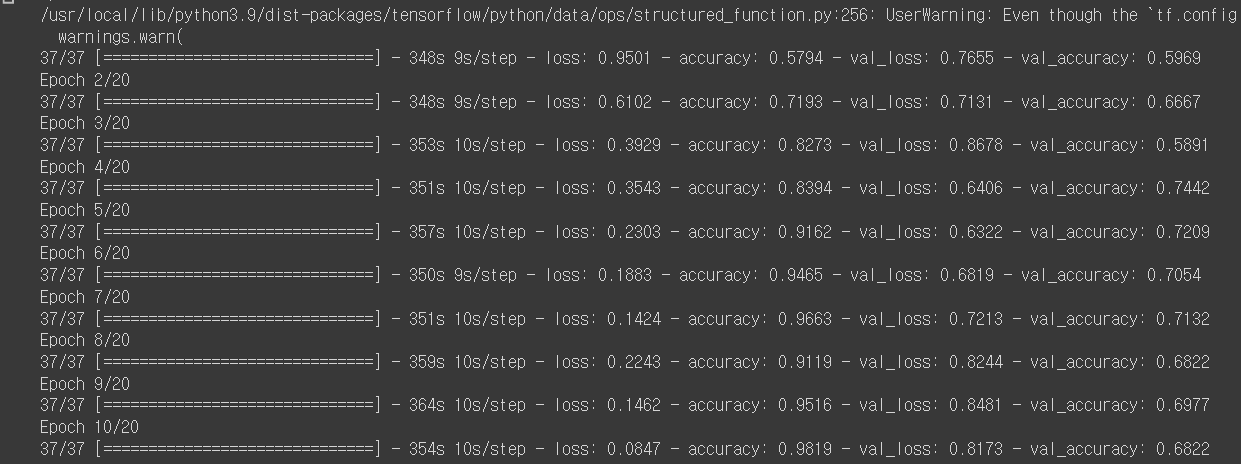 /usr/local/lib/python3.9/dist-packages/tensorflow/python/data/ops/structured_function.py:256: UserWarning: Even though the `tf.config
warnings.warn(
37/37 [==============================] - 348s 9s/step - loss: 0.9501 - accuracy: 0.5794 - val_loss: 0.7655 - val_accuracy: 0.5969
Epoch 2/20
37/37 [==============================] - 348s 9s/step - loss: 0.6102 - accuracy: 0.7193 - val_loss: 0.7131 - val_accuracy: 0.6667
Epoch 3/20
37/37 [==============================] - 353s 10s/step - loss: 0.3929 - accuracy: 0.8273 - val_loss: 0.8678 - val_accuracy: 0.5891
Epoch 4/20
37/37 [==============================] - 351s 10s/step - loss: 0.3543 - accuracy: 0.8394 - val_loss: 0.6406 - val_accuracy: 0.7442
Epoch 5/20
37/37 [==============================] - 357s 10s/step - loss: 0.2303 - accuracy: 0.9162 - val_loss: 0.6322 - val_accuracy: 0.7209
Epoch 6/20
37/37 [==============================] - 350s 9s/step - loss: 0.1883 - accuracy: 0.9465 - val_loss: 0.6819 - val_accuracy: 0.7054
Epoch 7/20
37/37 [==============================] - 351s 10s/step - loss: 0.1424 - accuracy: 0.9663 - val_loss: 0.7213 - val_accuracy: 0.7132
Epoch 8/20
37/37 [==============================] - 359s 10s/step - loss: 0.2243 - accuracy: 0.9119 - val_loss: 0.8244 - val_accuracy: 0.6822
Epoch 9/20
37/37 [==============================] - 364s 10s/step - loss: 0.1462 - accuracy: 0.9516 - val_loss: 0.8481 - val_accuracy: 0.6977
Epoch 10/20
37/37 [==============================] - 354s 10s/step - loss: 0.0847 - accuracy: 0.9819 - val_loss: 0.8173 - val_accuracy: 0.6822